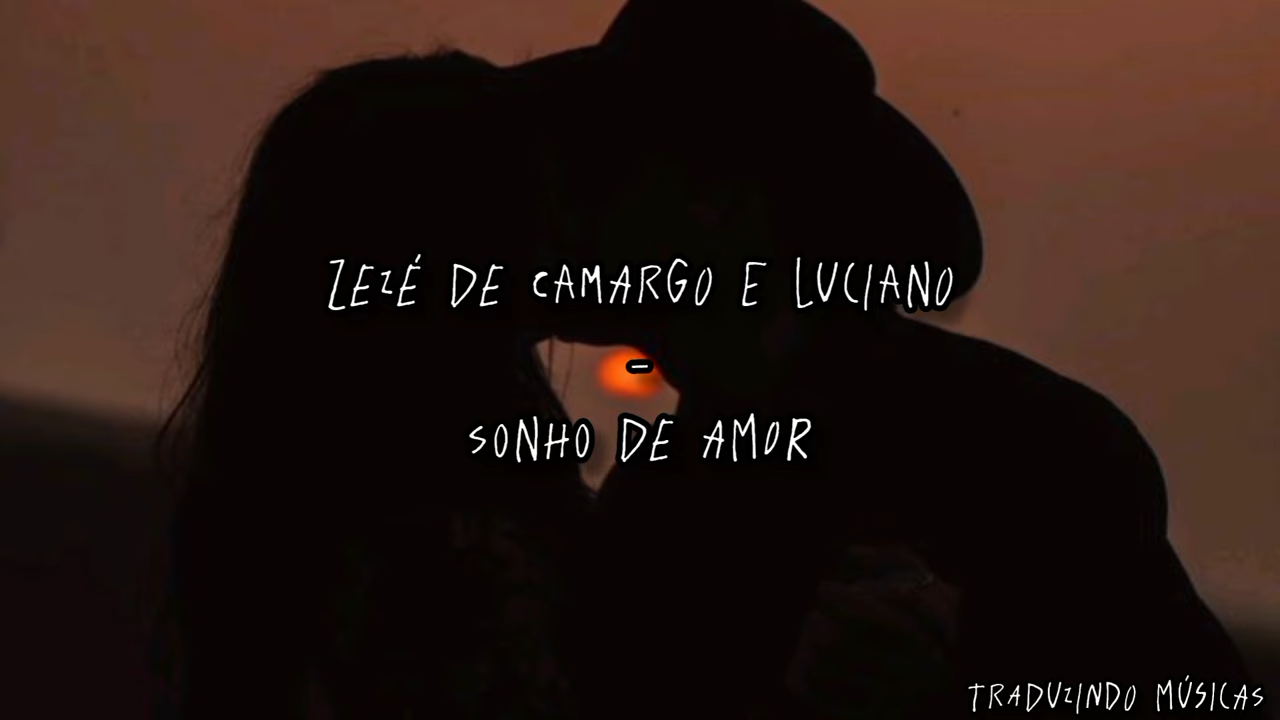 ZEZÉ DE CAMARGO E LUCIANO
-
SONHO DE AMOR
TRADUZINDO MÚSICAS